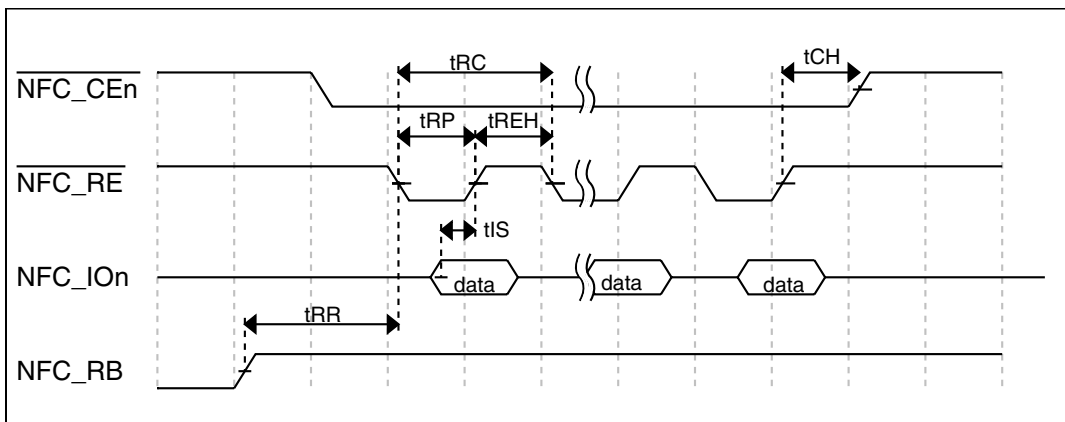 tRC
tCH
NFC_CEn
tRP
tREH
NFC_RE
tIS
NFC_IOn
data
data
data
tRR
NFC_RB